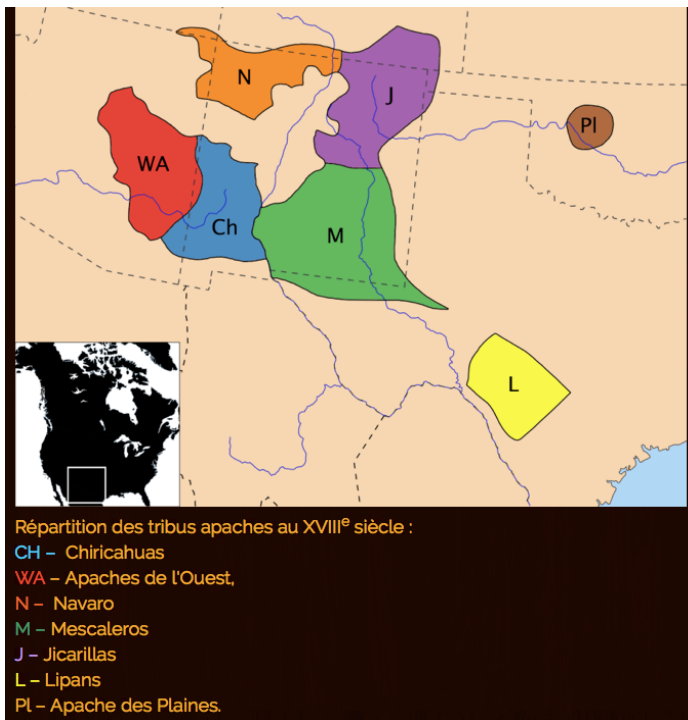 N
J
Pl
WA
Ch
M
L
Répartition des tribus apaches au XVIIIe siècle :
CH – Chiricahuas
WA – Apaches de l'Ouest,
N – Navaro
M – Mescaleros
J – Jicarillas
L – Lipans
Pl – Apache des Plaines.